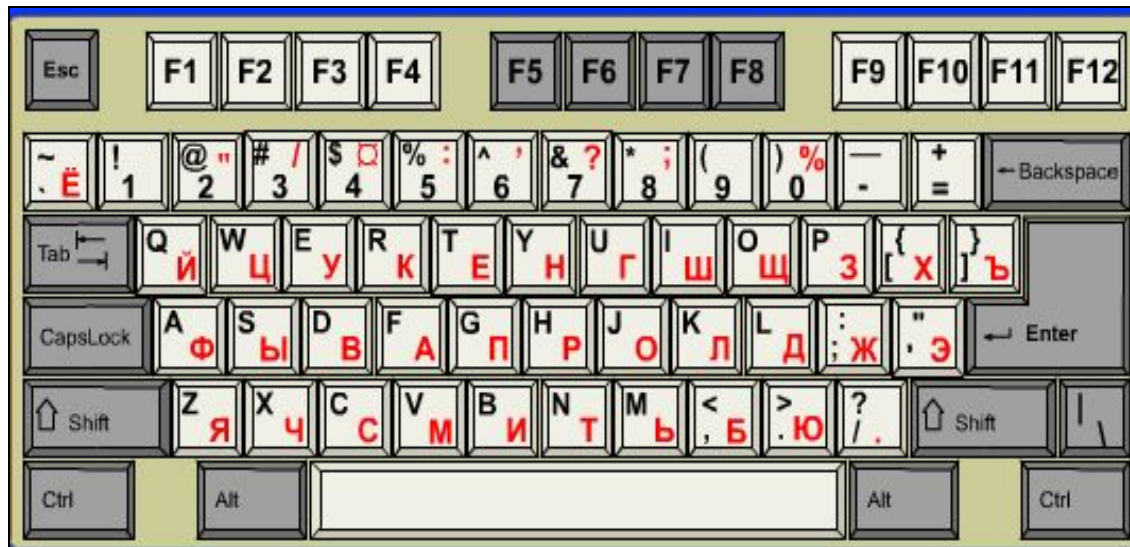 Esc F1 F2 F3 F4 F5 F6 F7 F8 F9 F10 F11 F12
~ ` Ё ! 1 @ " 2 # / 3 $ ¤ 4 % : 5 ^ ' 6 & ? 7 * ; 8 ( 9 ) % 0 — - + = ← Backspace
Tab Q Й W Ц E У R К T Е Y Н U Г I Ш O Щ P З { [ Х } ] Ъ
CapsLock A Ф S Ы D В F А G П H Р J О K Л L Д : ; Ж " ' Э ↵ Enter
⇧ Shift Z Я X Ч C С V М B И N Т M Ь < , Б > . Ю ? / . ⇧ Shift | \
Ctrl Alt Alt Ctrl